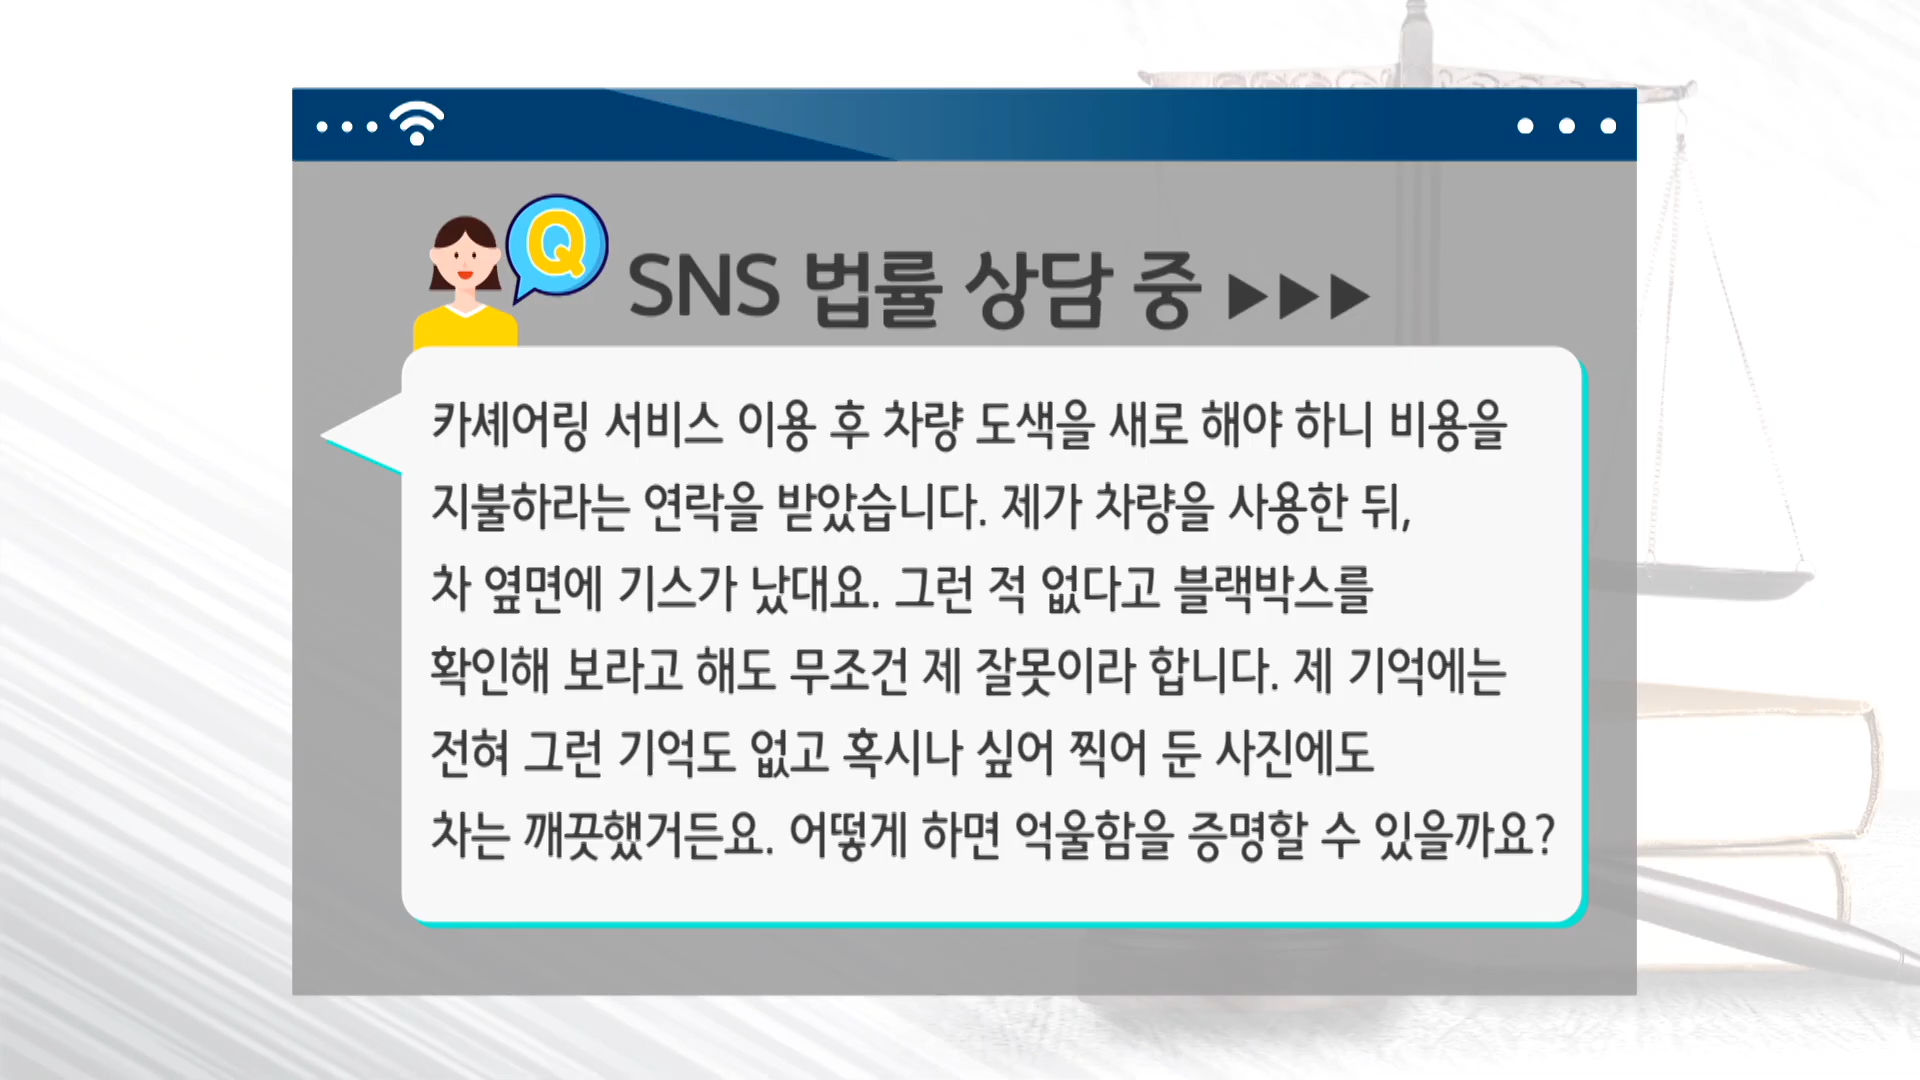 Q
SNS 법률 상담 중 ▶▶▶
카셰어링 서비스 이용 후 차량 도색을 새로 해야 하니 비용을
지불하라는 연락을 받았습니다. 제가 차량을 사용한 뒤,
차 옆면에 기스가 났대요. 그런 적 없다고 블랙박스를
확인해 보라고 해도 무조건 제 잘못이라 합니다. 제 기억에는
전혀 그런 기억도 없고 혹시나 싶어 찍어 둔 사진에도
차는 깨끗했거든요. 어떻게 하면 억울함을 증명할 수 있을까요?